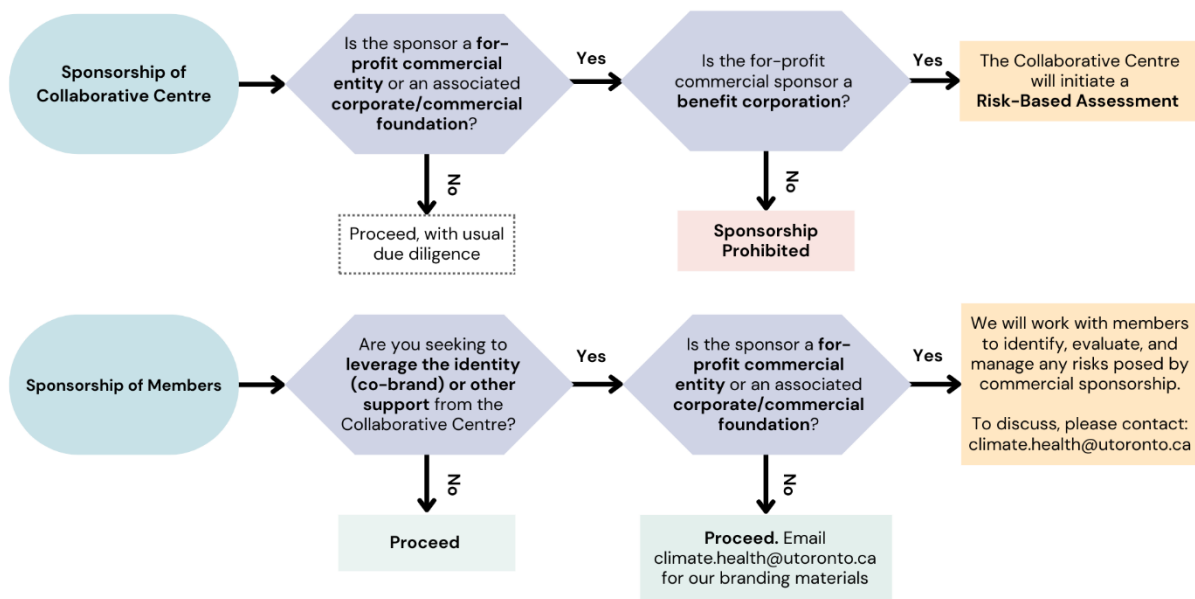 Sponsorship of
Collaborative Centre
Is the sponsor a for-
profit commercial
entity or an associated
corporate/commercial
foundation?
Yes
Is the for-profit
commercial sponsor a
benefit corporation?
Yes
The Collaborative Centre
will initiate a
Risk-Based Assessment
No
Proceed, with usual
due diligence
No
Sponsorship
Prohibited
Sponsorship of Members
Are you seeking to
leverage the identity
(co-brand) or other
support from the
Collaborative Centre?
Yes
Is the sponsor a for-
profit commercial
entity or an associated
corporate/commercial
foundation?
Yes
We will work with members
to identify, evaluate, and
manage any risks posed by
commercial sponsorship.
To discuss, please contact:
climate.health@utoronto.ca
No
Proceed
No
Proceed. Email
climate.health@utoronto.ca
for our branding materials